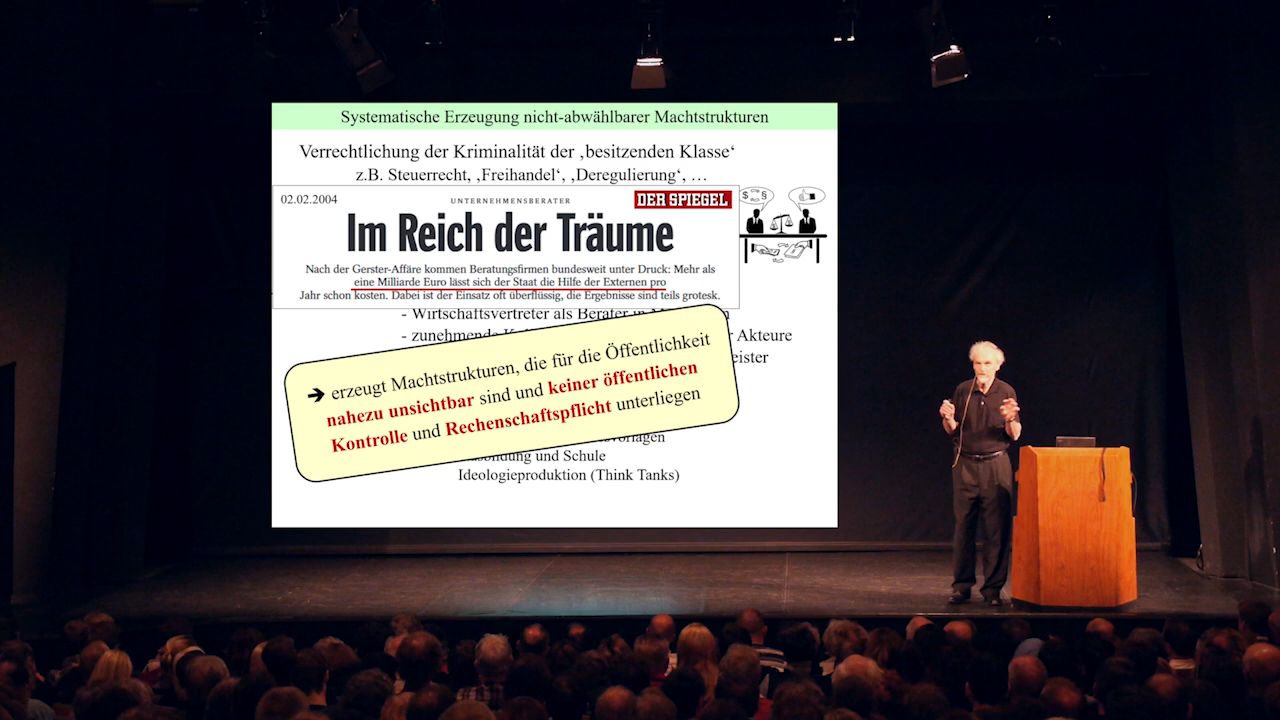 Systematische Erzeugung nicht-abwählbarer Machtstrukturen
Verrechtlichung der Kriminalität der ‚besitzenden Klasse‘
z.B. Steuerrecht, ‚Freihandel‘, ‚Deregulierung‘, …
02.02.2004
UNTERNEHMENSBERATER
DER SPIEGEL
Im Reich der Träume
$ §
Nach der Gerster-Affäre kommen Beratungsfirmen bundesweit unter Druck: Mehr als
eine Milliarde Euro lässt sich der Staat die Hilfe der Externen pro
Jahr schon kosten. Dabei ist der Einsatz oft überflüssig, die Ergebnisse sind teils grotesk.
- Wirtschaftsvertreter als Berater in
- zunehmende Akteure
➔ erzeugt Machtstrukturen, die für die Öffentlichkeit
nahezu unsichtbar sind und keiner öffentlichen
Kontrolle und Rechenschaftspflicht unterliegen
und Schule
Ideologieproduktion (Think Tanks)